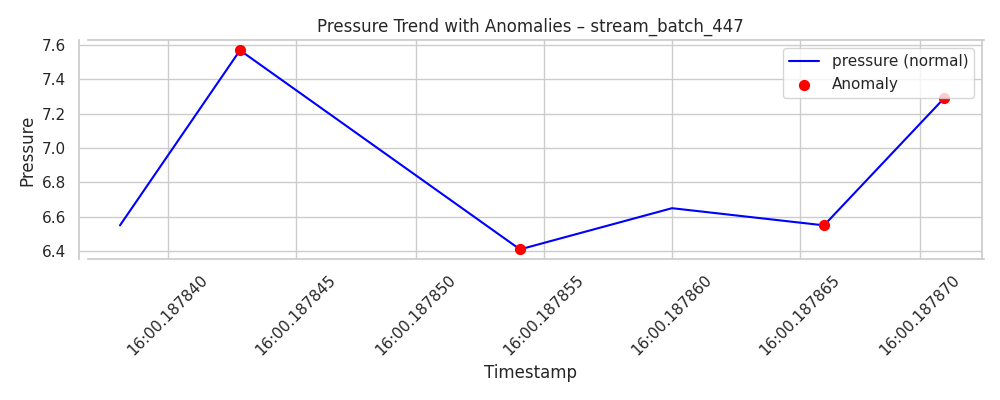 Pressure Trend with Anomalies – stream_batch_447
pressure (normal)
Anomaly
Pressure
7.6
7.4
7.2
7.0
6.8
6.6
6.4
16:00.187840
16:00.187845
16:00.187850
16:00.187855
16:00.187860
16:00.187865
16:00.187870
Timestamp